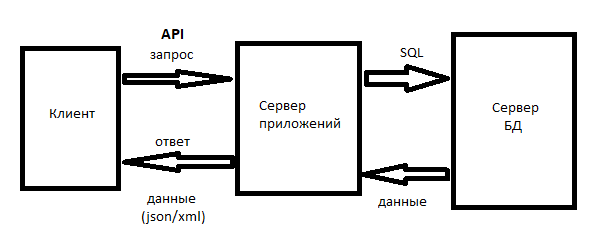 API
запрос
SQL
Клиент
Сервер
приложений
Сервер
БД
ответ
данные
(json/xml)
данные